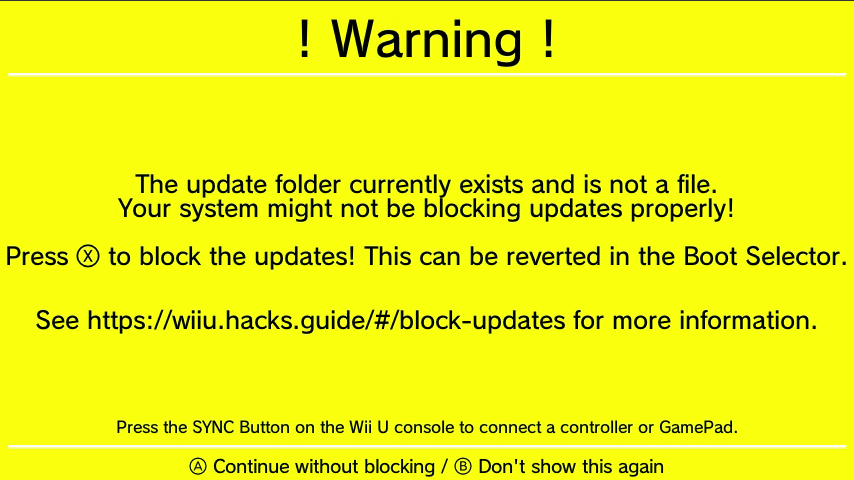 ! Warning !
The update folder currently exists and is not a file.
Your system might not be blocking updates properly!
Press Ⓧ to block the updates! This can be reverted in the Boot Selector.
See https://wiiu.hacks.guide/#/block-updates for more information.
Press the SYNC Button on the Wii U console to connect a controller or GamePad.
Ⓐ Continue without blocking / Ⓑ Don't show this again